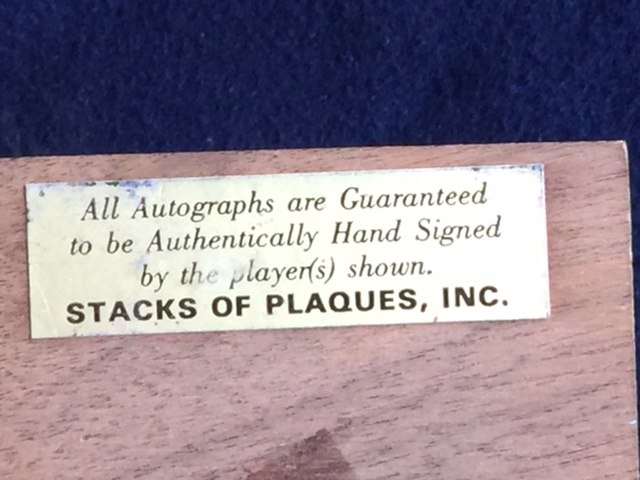 All Autographs are Guaranteed
to be Authentically Hand Signed
by the player(s) shown.
STACKS OF PLAQUES, INC.